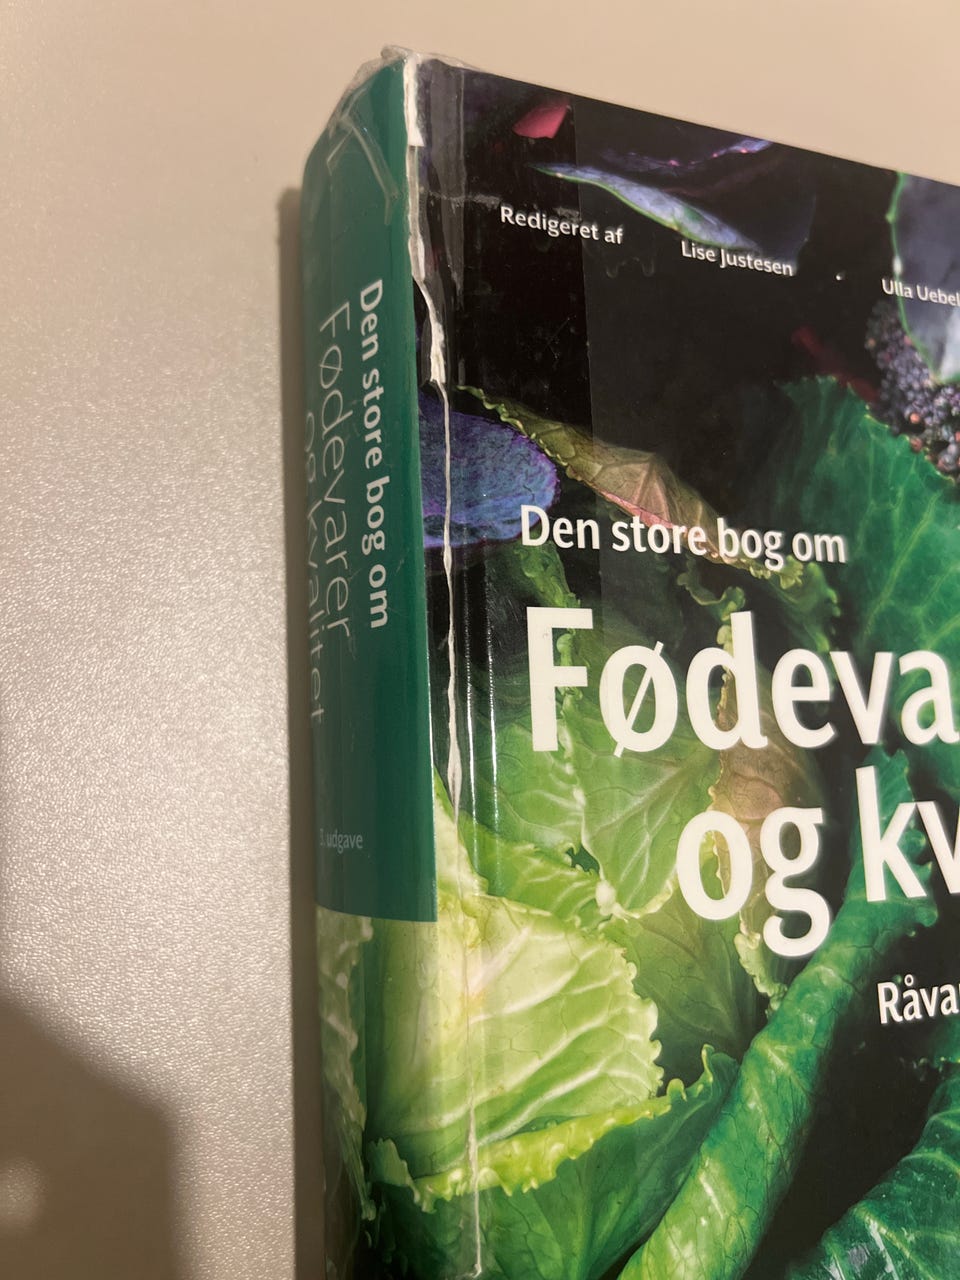 Redigeret af
Lise Justesen
Ulla Uebel
Den store bog om
Fødeva
og kv
Råva
Den store bog om
Fødevarer
og kvalitet
udgave